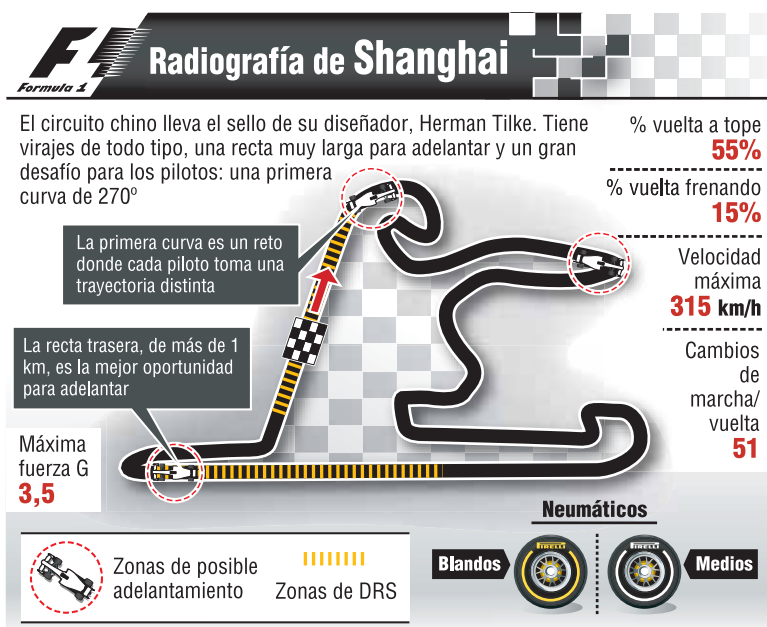 F1
Formula 1
Radiografía de Shanghai
El circuito chino lleva el sello de su diseñador, Herman Tilke. Tiene
virajes de todo tipo, una recta muy larga para adelantar y un gran
desafío para los pilotos: una primera
curva de 270º
% vuelta a tope
55%
% vuelta frenando
15%
Velocidad
máxima
315 km/h
Cambios
de
marcha/
vuelta
51
La primera curva es un reto
donde cada piloto toma una
trayectoria distinta
La recta trasera, de más de 1
km, es la mejor oportunidad
para adelantar
Máxima
fuerza G
3,5
Zonas de posible
adelantamiento
Zonas de DRS
Neumáticos
Blandos
PIRELLI
PIRELLI
Medios